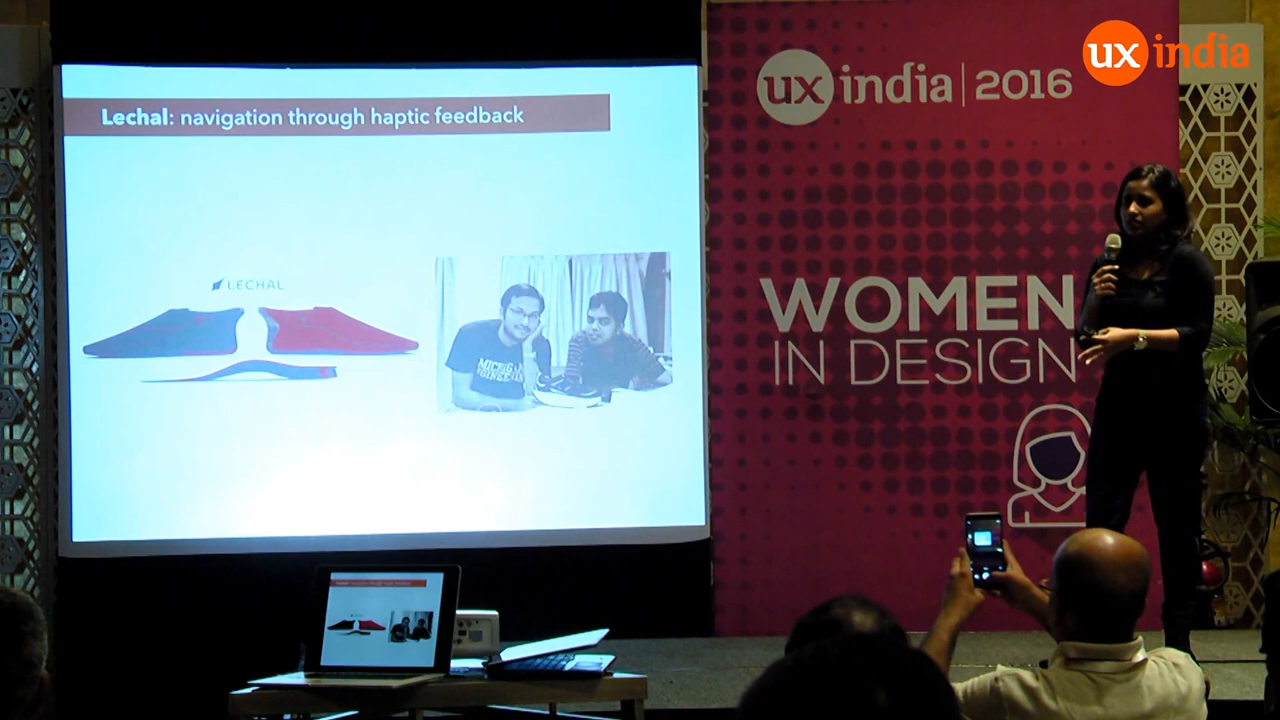 Lechal: navigation through haptic feedback
LECHAL
ux india | 2016
WOMEN
IN DESIGN
ux india